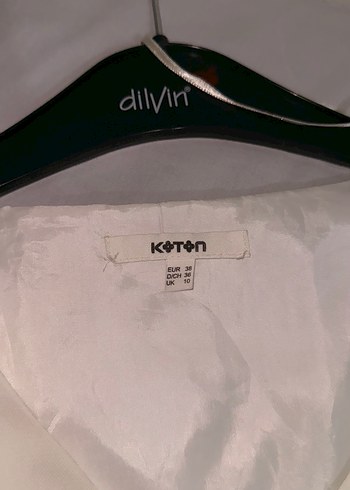 dilvin
KOTON
EUR 38
D/CH 36
UK 10